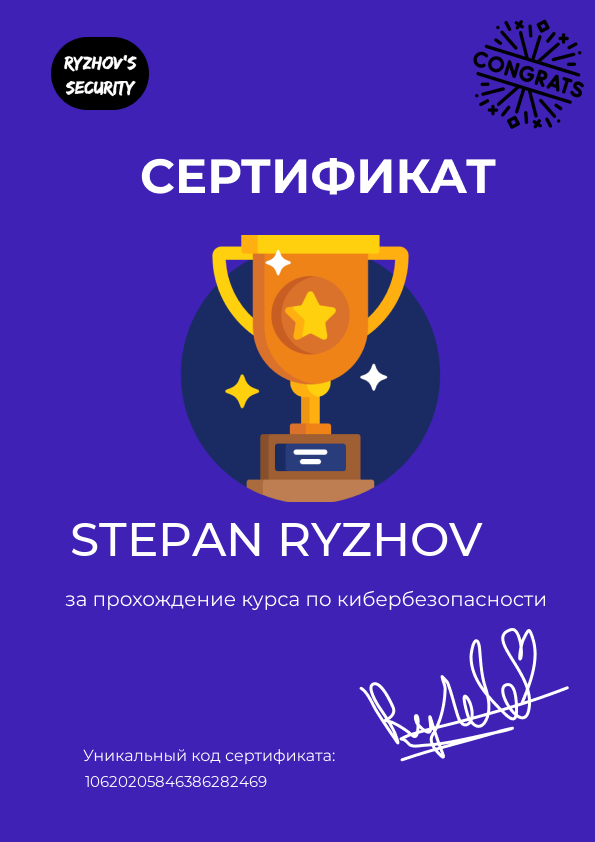 RYZHOV'S
SECURITY
CONGRATS
СЕРТИФИКАТ
STEPAN RYZHOV
за прохождение курса по кибербезопасности
Уникальный код сертификата:
10620205846386282469